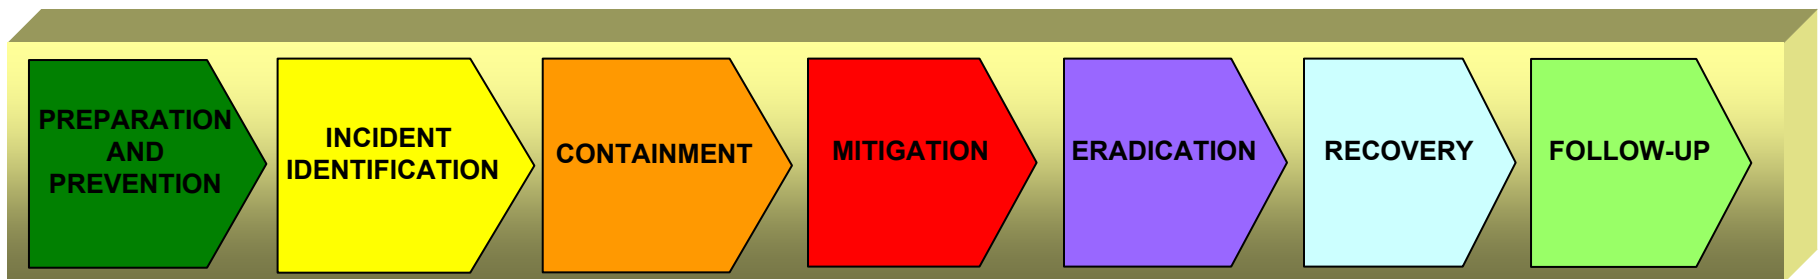 PREPARATION
AND
PREVENTION
INCIDENT
IDENTIFICATION
CONTAINMENT
MITIGATION
ERADICATION
RECOVERY
FOLLOW-UP